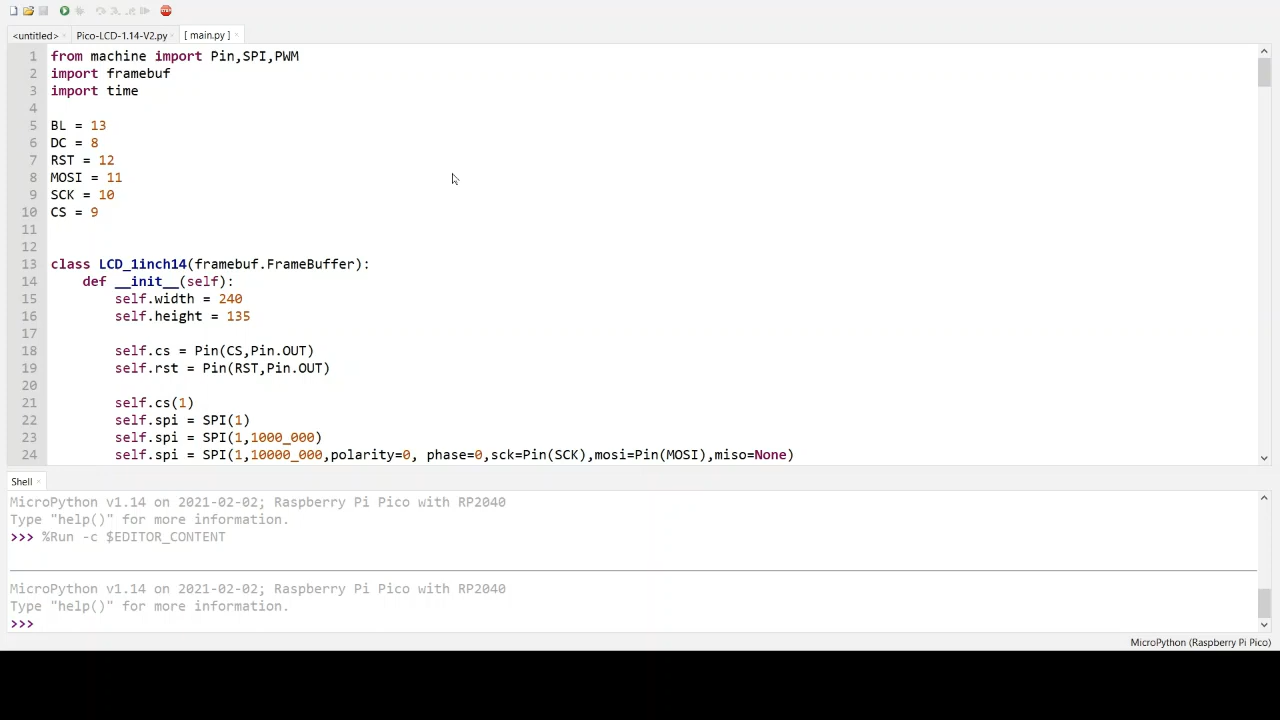 STOP
<untitled> × Pico-LCD-1.14-V2.py × [ main.py ] ×
1 from machine import Pin,SPI,PWM
2 import framebuf
3 import time
4
5 BL = 13
6 DC = 8
7 RST = 12
8 MOSI = 11
9 SCK = 10
10 CS = 9
11
12
13 class LCD_1inch14(framebuf.FrameBuffer):
14 def __init__(self):
15 self.width = 240
16 self.height = 135
17
18 self.cs = Pin(CS,Pin.OUT)
19 self.rst = Pin(RST,Pin.OUT)
20
21 self.cs(1)
22 self.spi = SPI(1)
23 self.spi = SPI(1,1000_000)
24 self.spi = SPI(1,10000_000,polarity=0, phase=0,sck=Pin(SCK),mosi=Pin(MOSI),miso=None)
Shell ×
MicroPython v1.14 on 2021-02-02; Raspberry Pi Pico with RP2040
Type "help()" for more information.
>>> %Run -c $EDITOR_CONTENT
MicroPython v1.14 on 2021-02-02; Raspberry Pi Pico with RP2040
Type "help()" for more information.
>>>
MicroPython (Raspberry Pi Pico)